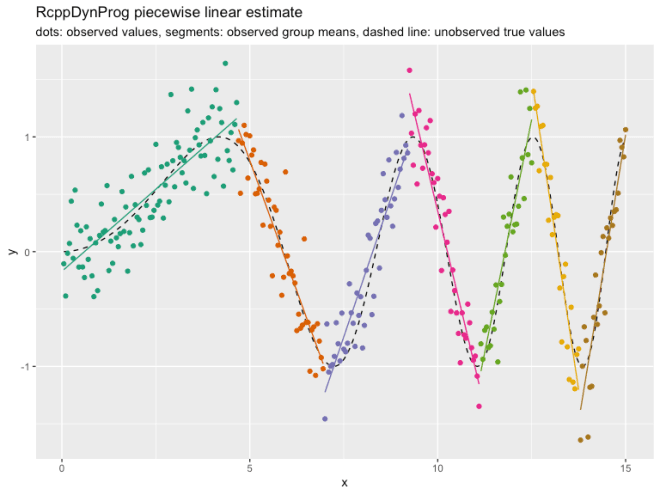 RcppDynProg piecewise linear estimate
dots: observed values, segments: observed group means, dashed line: unobserved true values
y
1
0
-1
0
5
10
15
x